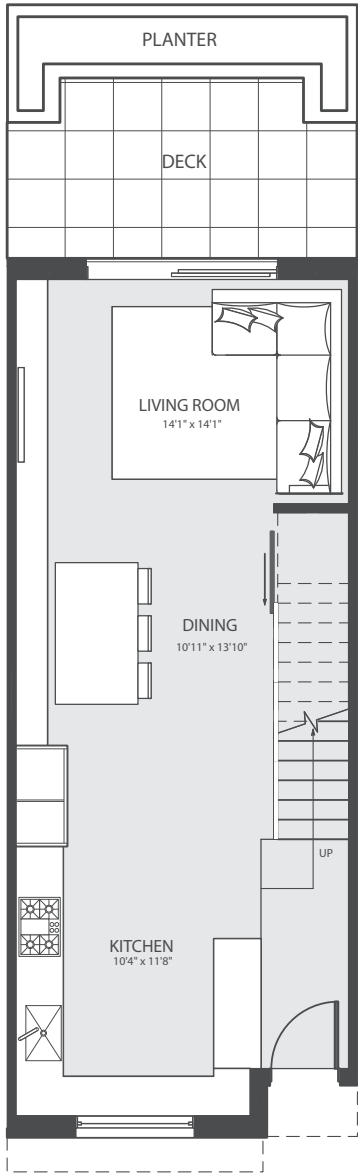 PLANTER
DECK
LIVING ROOM
14'1" x 14'1"
DINING
10'11" x 13'10"
UP
KITCHEN
10'4" x 11'8"